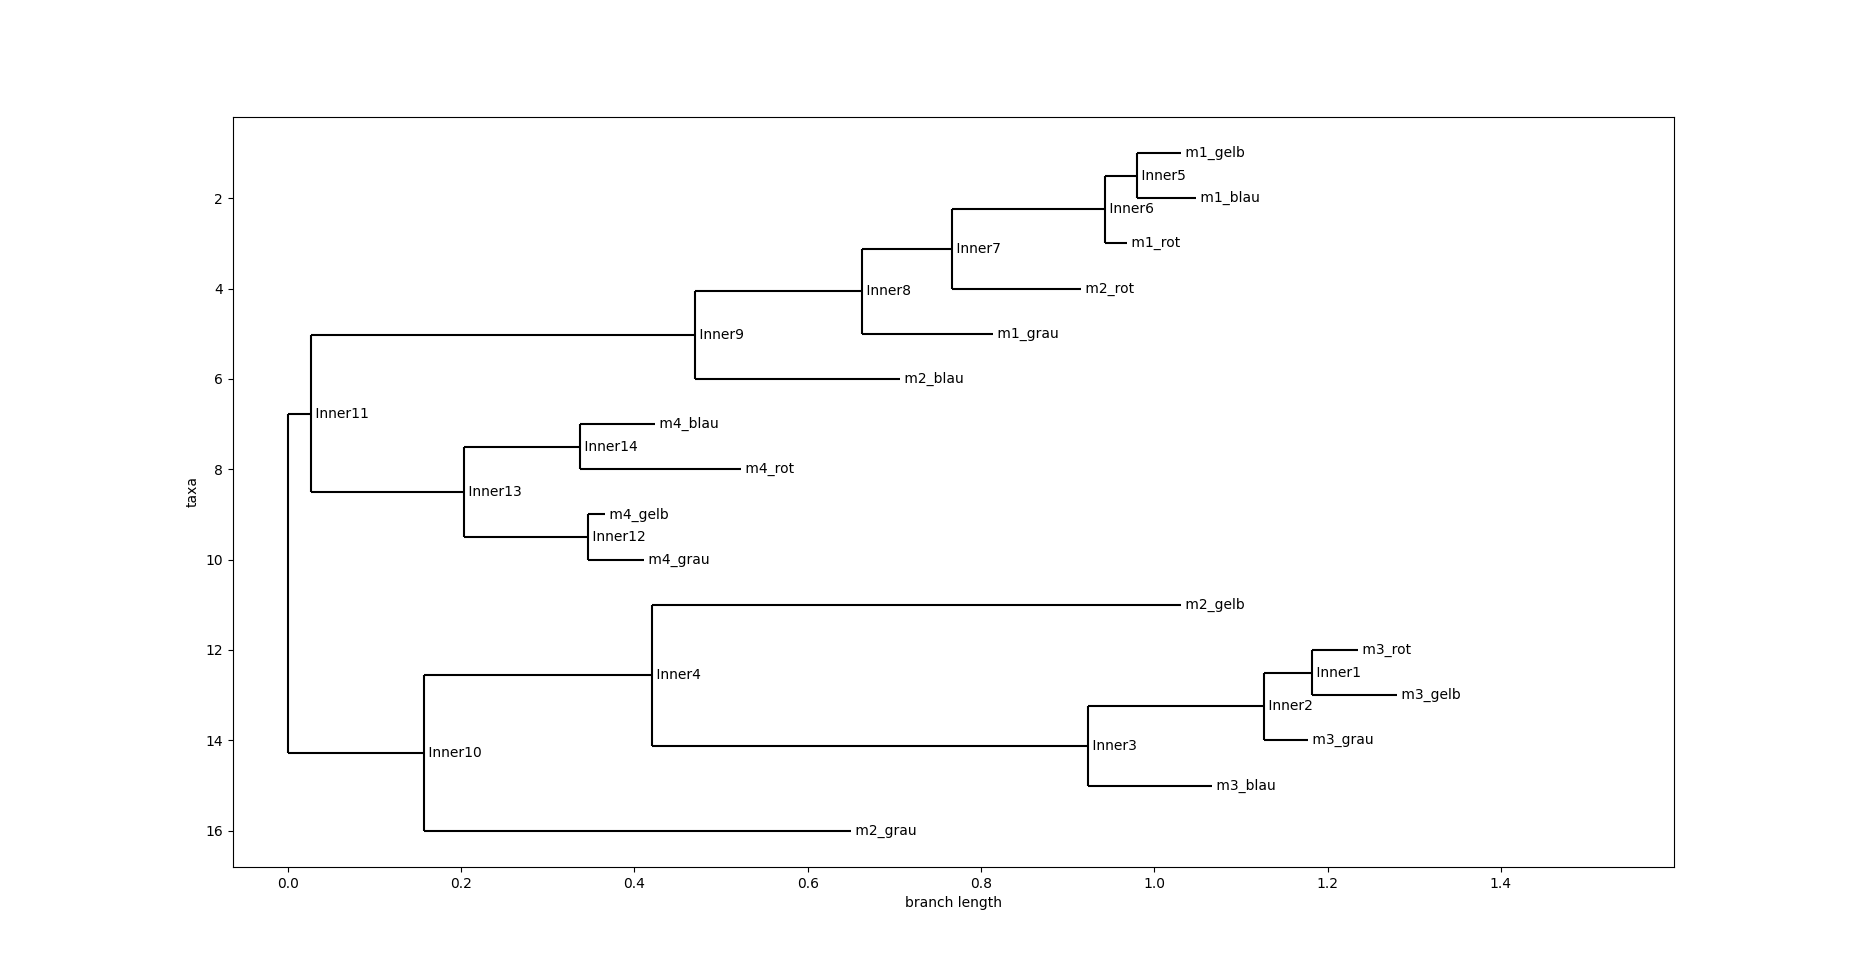 m1_gelb
Inner5
m1_blau
2
Inner6
m1_rot
Inner7
4
m2_rot
Inner8
m1_grau
Inner9
6
m2_blau
Inner11
m4_blau
Inner14
8
m4_rot
taxa
Inner13
m4_gelb
Inner12
10
m4_grau
m2_gelb
12
m3_rot
Inner1
Inner4
m3_gelb
Inner2
14
m3_grau
Inner3
Inner10
m3_blau
16
m2_grau
0.0 0.2 0.4 0.6 0.8 1.0 1.2 1.4
branch length